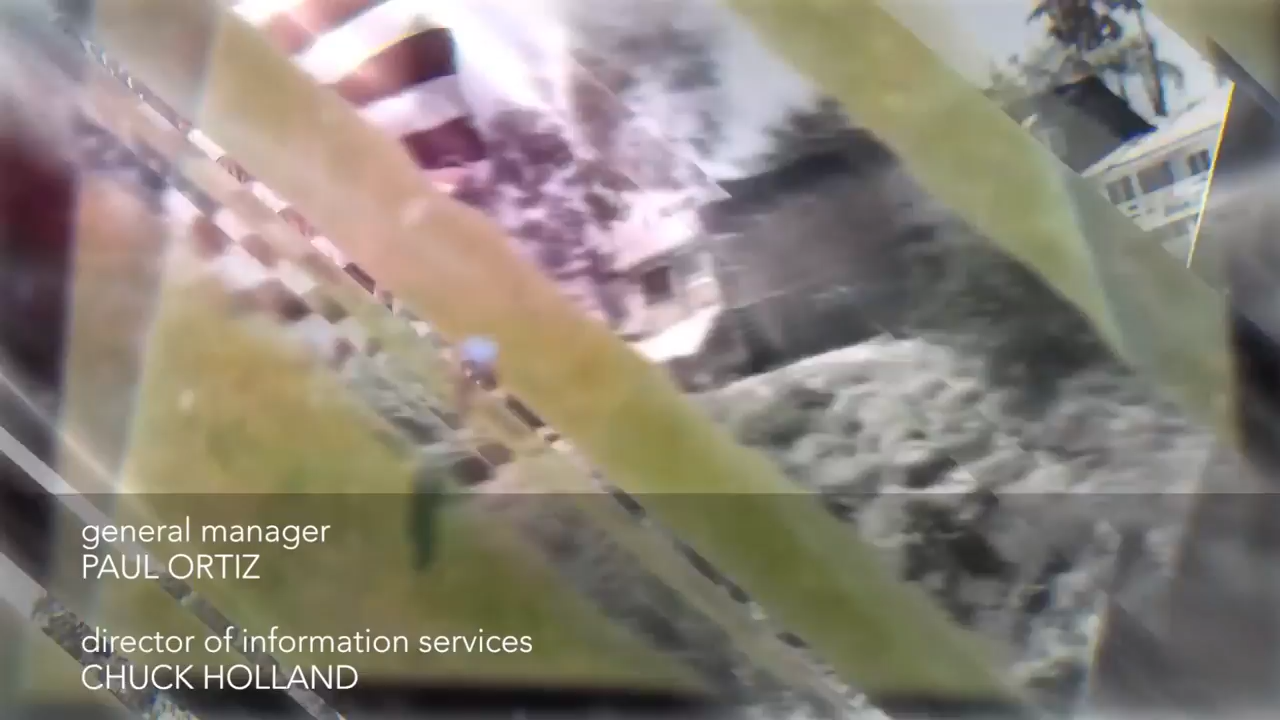 general manager
PAUL ORTIZ
director of information services
CHUCK HOLLAND